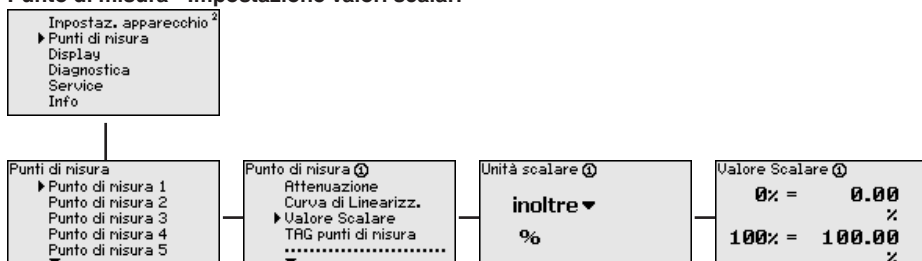 Punto di misura - Impostazione valori scalari
Impostaz. apparecchio 2
Punti di misura
Display
Diagnostica
Service
Info
Punti di misura
Punto di misura 1
Punto di misura 2
Punto di misura 3
Punto di misura 4
Punto di misura 5
Punto di misura ①
Attenuazione
Curva di Linearizz.
Valore Scalare
TAG punti di misura
Unità scalare ①
inoltre
%
Valore Scalare ①
0% = 0.00
%
100% = 100.00
%